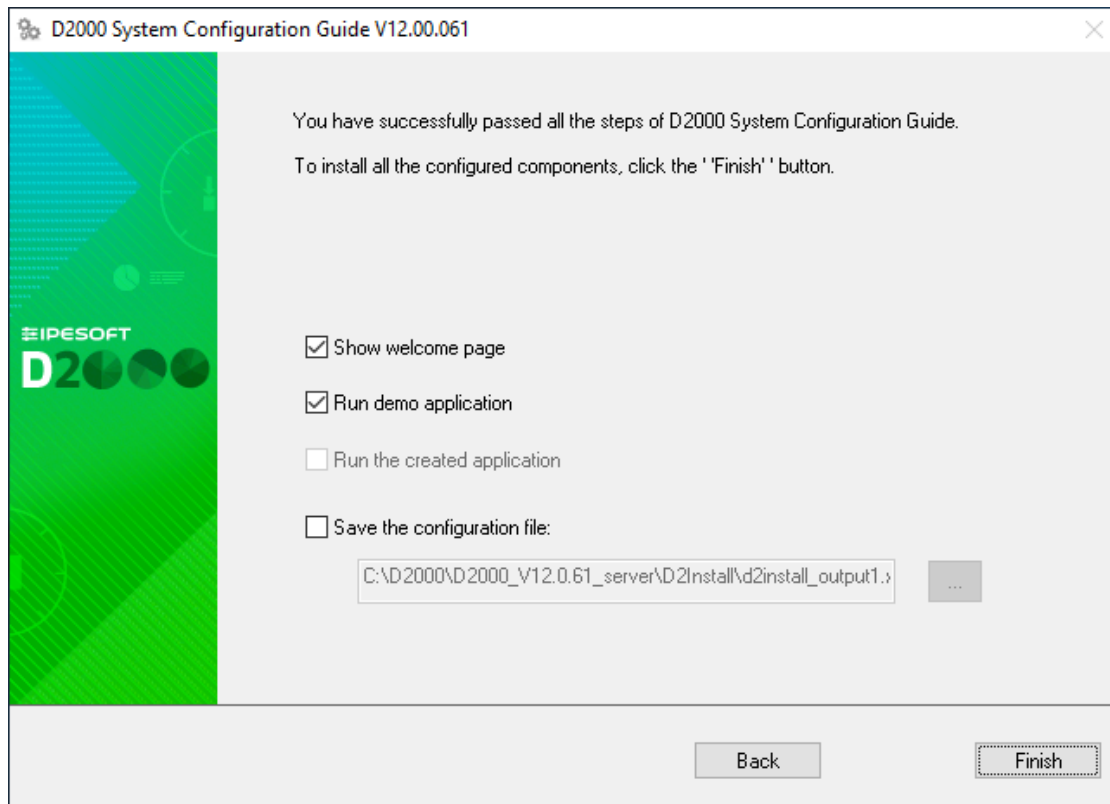 D2000 System Configuration Guide V12.00.061
You have successfully passed all the steps of D2000 System Configuration Guide.
To install all the configured components, click the ' 'Finish' ' button.
IPESOFT
D2000
Show welcome page
Run demo application
Run the created application
Save the configuration file:
C:\D2000\D2000_V12.0.61_server\D2Install\d2install_output1.x
...
Back
Finish